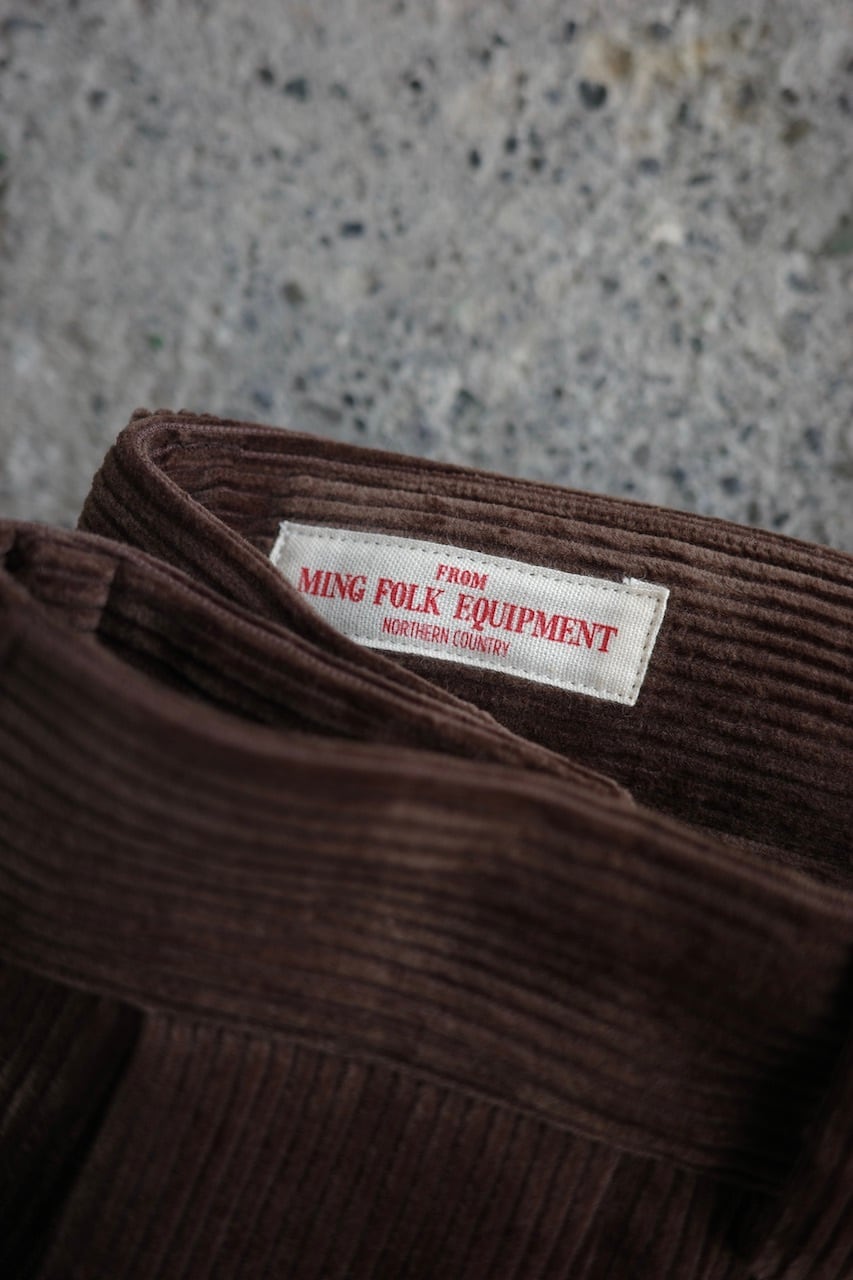 FROM
MING FOLK EQUIPMENT
NORTHERN COUNTRY